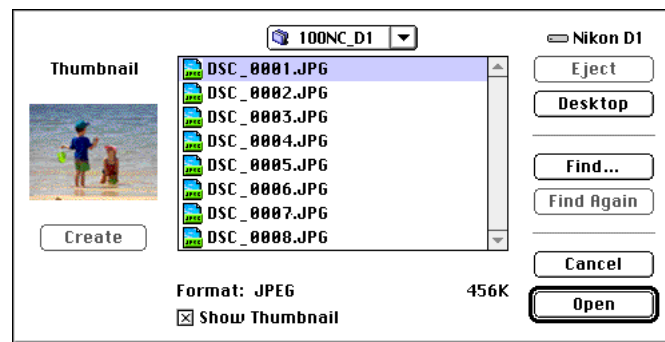 100NC_D1
Nikon D1
Thumbnail
DSC_0001.JPG
DSC_0002.JPG
DSC_0003.JPG
DSC_0004.JPG
DSC_0005.JPG
DSC_0006.JPG
DSC_0007.JPG
DSC_0008.JPG
Create
Eject
Desktop
Find...
Find Again
Cancel
Open
Format: JPEG 456K
Show Thumbnail